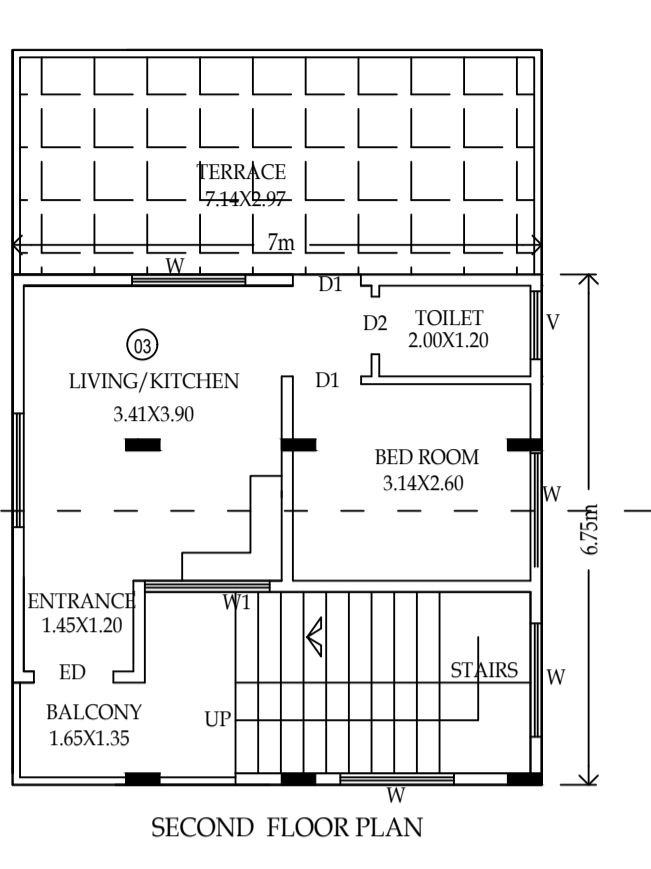 TERRACE
7.14X2.97
7m
W
D1
D2
TOILET
2.00X1.20
V
03
LIVING/KITCHEN
3.41X3.90
D1
BED ROOM
3.14X2.60
W
6.75m
ENTRANCE
1.45X1.20
W1
ED
STAIRS
W
BALCONY
1.65X1.35
UP
W
SECOND FLOOR PLAN